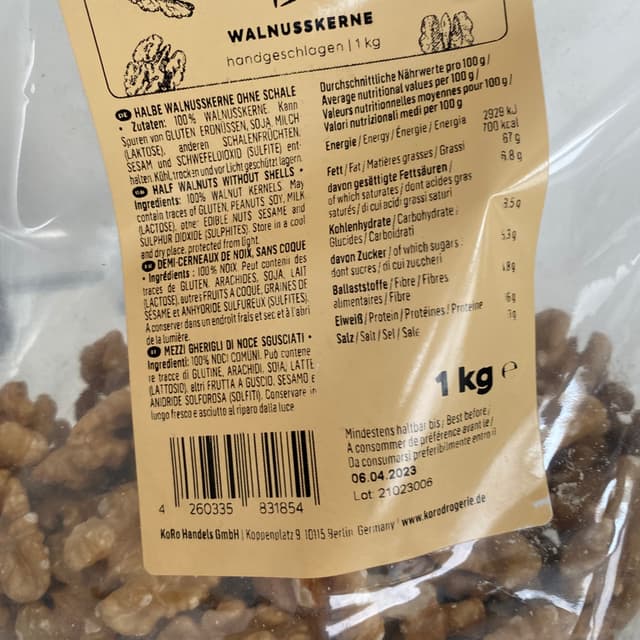 WALNUSSKERNE
handgeschlagen | 1 kg
DE HALBE WALNUSSKERNE OHNE SCHALE
• Zutaten: 100% WALNUSSKERNE. Kann
Spuren von GLUTEN, ERDNÜSSEN, SOJA, MILCH
(LAKTOSE), anderen SCHALENFRÜCHTEN,
SESAM und SCHWEFELDIOXID (SULFITE) ent-
halten. Kühl, trocken und vor Licht geschützt lagern.
HALF WALNUTS WITHOUT SHELLS •
Ingredients: 100% WALNUT KERNELS. May
contain traces of GLUTEN, PEANUTS, SOY, MILK
(LACTOSE), other EDIBLE NUTS, SESAME and
SULPHUR DIOXIDE (SULPHITES). Store in a cool
and dry place, protected from light.
DEMI-CERNEAUX DE NOIX, SANS COQUE
• Ingrédients: 100% NOIX. Peut contenir des
traces de GLUTEN, ARACHIDES, SOJA, LAIT
(LACTOSE), autres FRUITS A COQUE, GRAINES DE
SÉSAME et ANHYDRIDE SULFUREUX (SULFITES).
A conserver dans un endroit frais et sec et à l'abri
de la lumière.
MEZZI GHERIGLI DI NOCE SGUSCIATI •
Ingredienti: 100% NOCI COMUNI. Può contene-
re tracce di GLUTINE, ARACHIDI, SOIA, LATTE
(LATTOSIO), altri FRUTTA A GUSCIO, SESAMO E
ANIDRIDE SOLFOROSA (SOLFITI). Conservare in
luogo fresco e asciutto al riparo dalla luce
Durchschnittliche Nährwerte pro 100 g /
Average nutritional values per 100 g /
Valeurs nutritionnelles moyennes pour 100 g /
Valori nutrizionali medi per 100 g
Energie / Energy / Énergie / Energia 2929 kJ
700 kcal
Fett / Fat / Matières grasses / Grassi 67 g
davon gesättigte Fettsäuren / 6.8 g
of which saturates / dont acides gras
saturés / di cui acidi grassi saturi
Kohlenhydrate / Carbohydrate / 3.5 g
Glucides / Carboidrati
davon Zucker / of which sugars
dont sucres / di cui zuccheri
Ballaststoffe / Fibre / Fibres
alimentaires / Fibre
Eiweiß / Protein / Protéines / Proteine 16 g
Salz / Salt / Sel / Sale
1 kg e
Mindestens haltbar bis / Best before /
A consommer de préférence avant le /
Da consumarsi preferibilmente entro il
06.04.2023
Lot: 21023006
4 260335 831854
KoRo Handels GmbH | Koppenplatz 9, 10115 Berlin Germany | www.korodrogerie.de